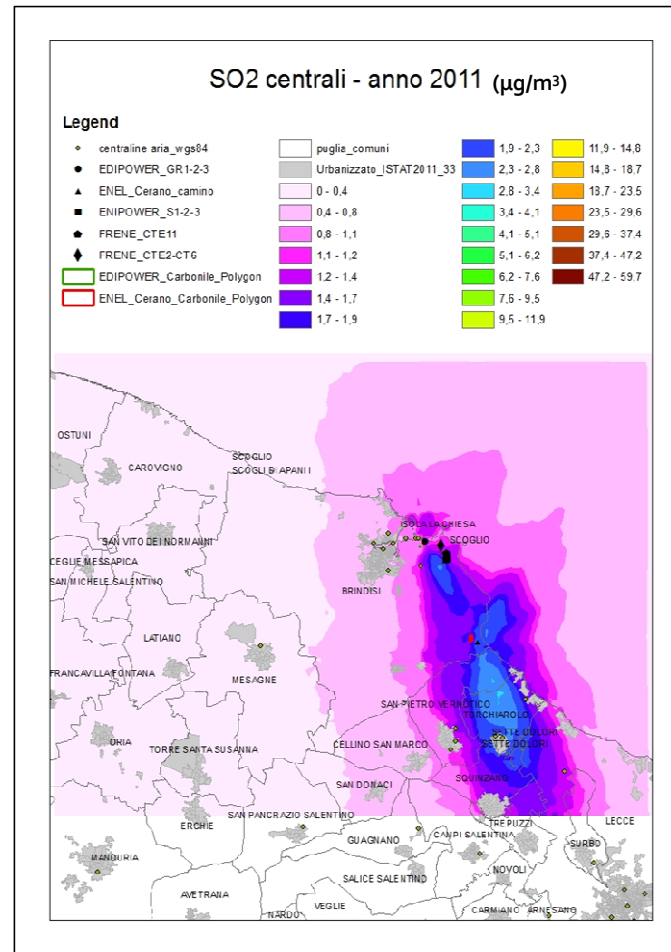 SO2 centrali - anno 2011 (µg/m³)
Legend
centraline aria_wgs84
EDIPOWER_GR1-2-3
ENEL_Cerano_camino
ENIPOWER_S1-2-3
FRENE_CTE11
FRENE_CTE2-CT6
EDIPOWER_Carbonile_Polygon
ENEL_Cerano_Carbonile_Polygon
puglia_comuni
Urbanizzato_ISTAT2011_33
0 - 0,4
0,4 - 0,8
0,8 - 1,1
1,1 - 1,2
1,2 - 1,4
1,4 - 1,7
1,7 - 1,9
1,9 - 2,3
2,3 - 2,8
2,8 - 3,4
3,4 - 4,1
4,1 - 5,1
5,1 - 6,2
6,2 - 7,6
7,6 - 9,5
9,5 - 11,9
11,9 - 14,8
14,8 - 18,7
18,7 - 23,5
23,5 - 29,6
29,6 - 37,4
37,4 - 47,2
47,2 - 59,7
OSTUNI
CAROVIGNO
SCOGLIO
SCOGLI DI APANI I
ISOLA LA CHIESA
SCOGLIO
SAN VITO DEI NORMANNI
CEGLIE MESSAPICA
SAN MICHELE SALENTINO
BRINDISI
LATIANO
FRANCAVILLA FONTANA
MESAGNE
SAN PIETRO VERNOTICO
TORCHIAROLO
SETTE DOLORI
SETTE DOLORI
ORIA
TORRE SANTA SUSANNA
CELLINO SAN MARCO
SAN DONACI
SQUINZANO
SAN PANCRAZIO SALENTINO
ERCHIE
TREPUZZI
LECCE
GUAGNANO
CAMPI SALENTINA
SURBO
MANDURIA
SALICE SALENTINO
NOVOLI
AVETRANA
VEGLIE
NARDO'
CARMIANO
ARNESANO